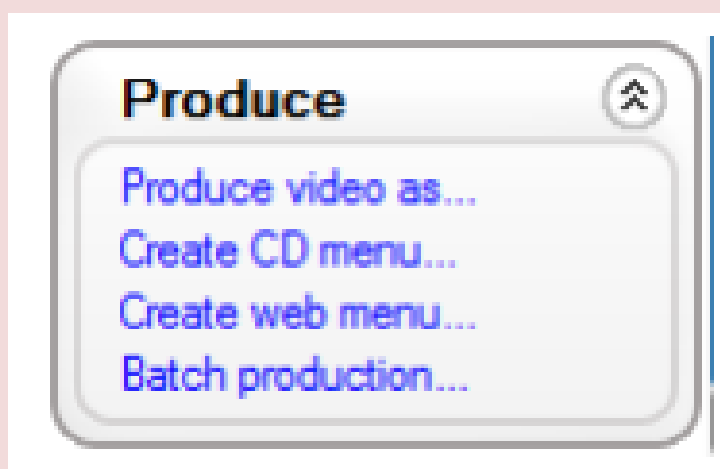 Produce
Produce video as...
Create CD menu...
Create web menu...
Batch production...